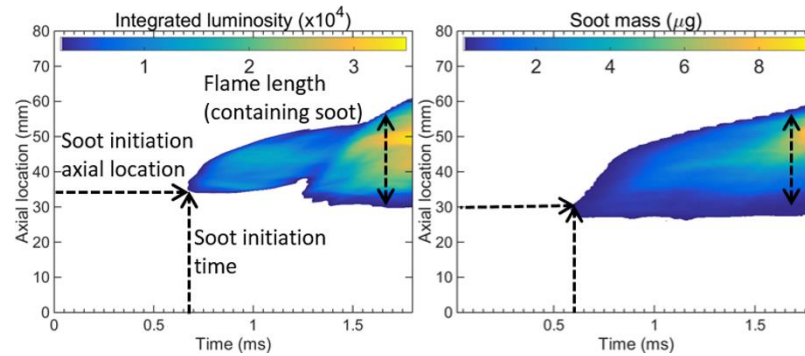 Integrated luminosity (x10⁴)
1 2 3
Flame length
(containing soot)
Soot initiation
axial location
Soot initiation
time
Axial location (mm)
80
70
60
50
40
30
20
10
0
0 0.5 1 1.5
Time (ms)
Soot mass (μg)
2 4 6 8
Axial location (mm)
80
70
60
50
40
30
20
10
0
0.5 1 1.5
Time (ms)